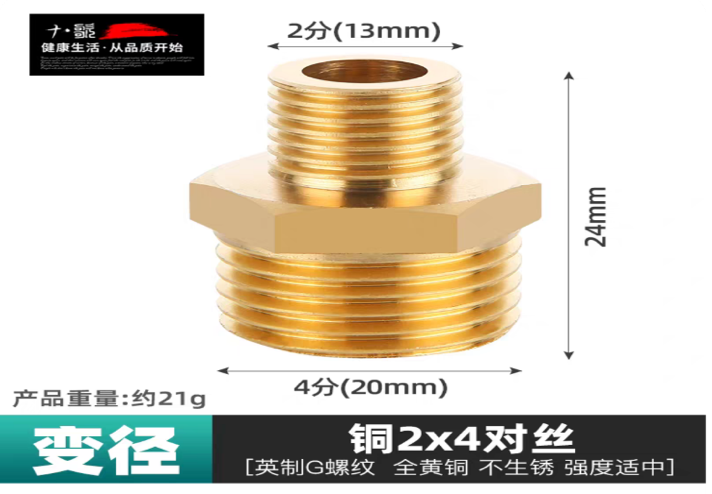 十·
健康生活·从品质开始
2分(13mm)
24mm
4分(20mm)
产品重量:约21g
变径
铜2x4对丝
[英制G螺纹 全黄铜 不生锈 强度适中]